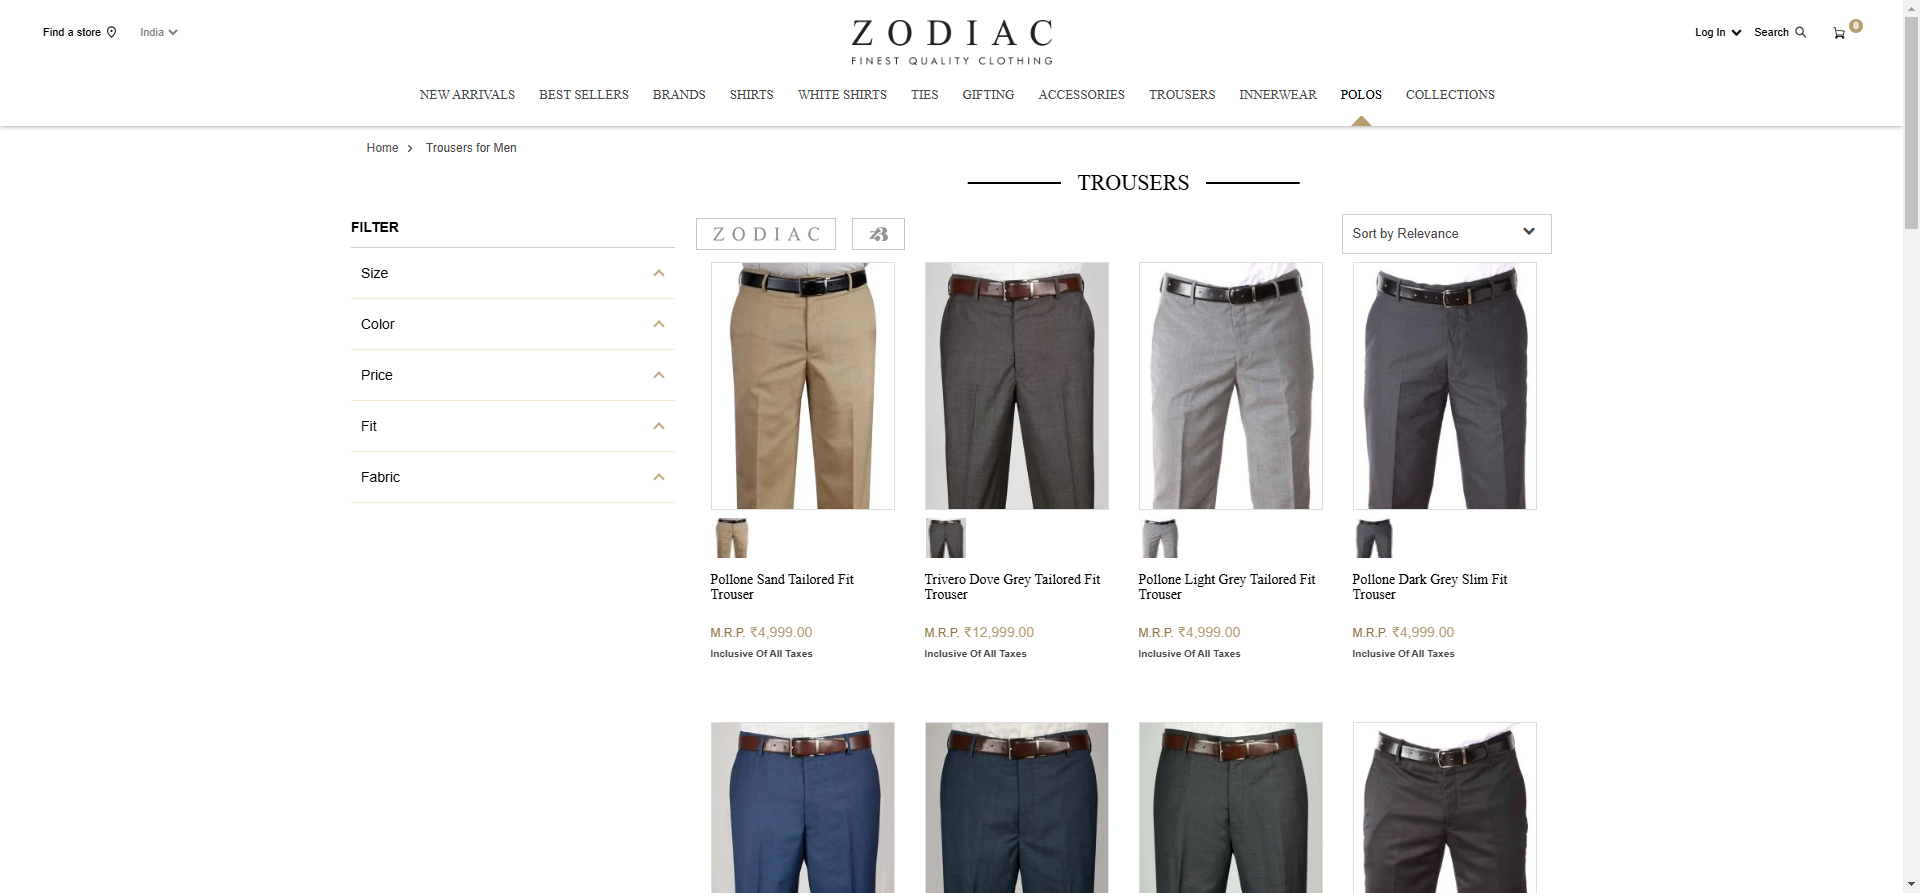 Find a store
India
ZODIAC
FINEST QUALITY CLOTHING
Log In
Search
0
NEW ARRIVALS
BEST SELLERS
BRANDS
SHIRTS
WHITE SHIRTS
TIES
GIFTING
ACCESSORIES
TROUSERS
INNERWEAR
POLOS
COLLECTIONS
Home
Trousers for Men
TROUSERS
FILTER
Size
Color
Price
Fit
Fabric
ZODIAC
z3
Sort by Relevance
Pollone Sand Tailored Fit
Trouser
M.R.P. ₹4,999.00
Inclusive Of All Taxes
Trivero Dove Grey Tailored Fit
Trouser
M.R.P. ₹12,999.00
Inclusive Of All Taxes
Pollone Light Grey Tailored Fit
Trouser
M.R.P. ₹4,999.00
Inclusive Of All Taxes
Pollone Dark Grey Slim Fit
Trouser
M.R.P. ₹4,999.00
Inclusive Of All Taxes